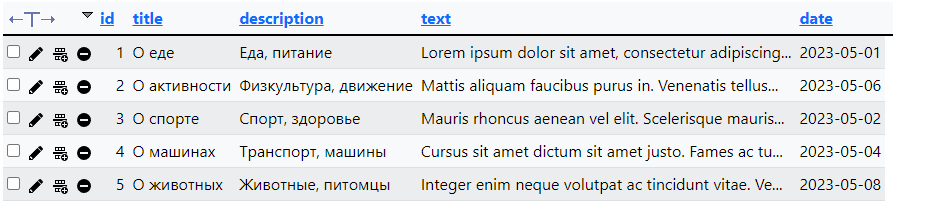 id title description text date
1 О еде Еда, питание Lorem ipsum dolor sit amet, consectetur adipiscing... 2023-05-01
2 О активности Физкультура, движение Mattis aliquam faucibus purus in. Venenatis tellus... 2023-05-06
3 О спорте Спорт, здоровье Mauris rhoncus aenean vel elit. Scelerisque mauris... 2023-05-02
4 О машинах Транспорт, машины Cursus sit amet dictum sit amet justo. Fames ac tu... 2023-05-04
5 О животных Животные, питомцы Integer enim neque volutpat ac tincidunt vitae. Ve... 2023-05-08